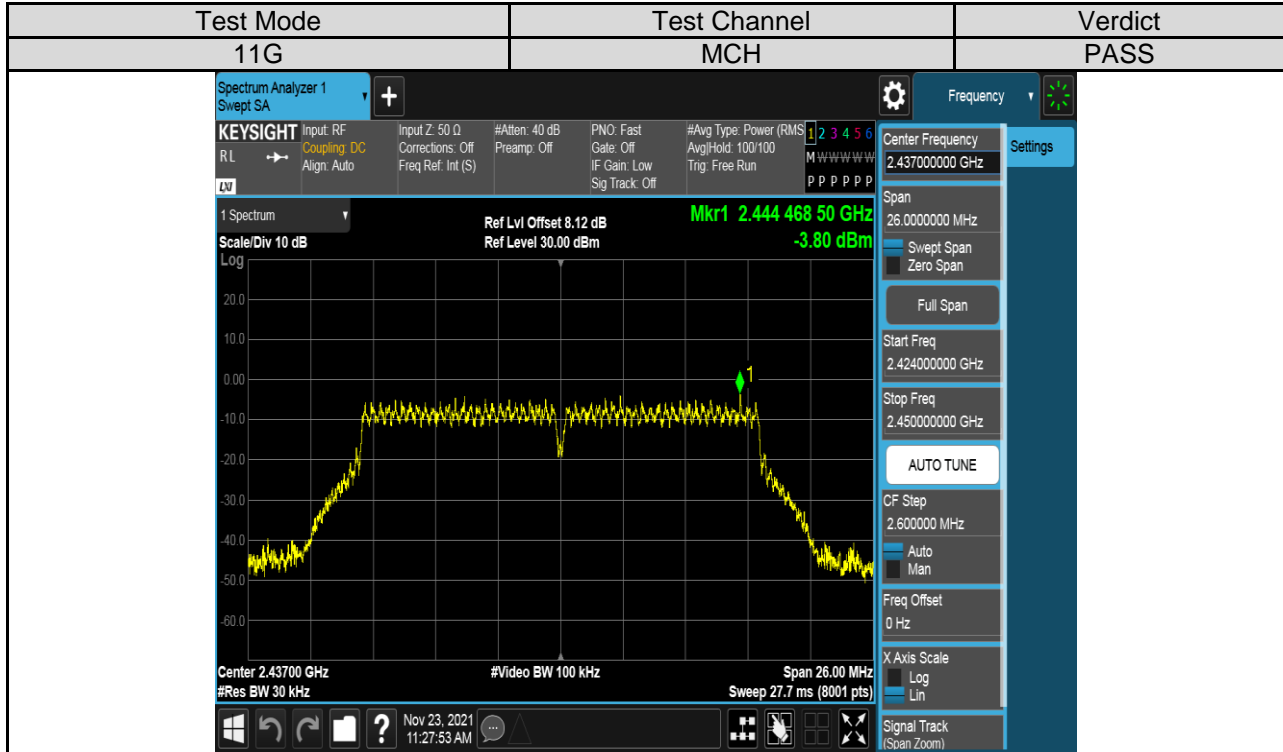 Test Mode Test Channel Verdict
11G MCH PASS
Spectrum Analyzer 1
Swept SA
+
Frequency
KEYSIGHT
RL
LXI
Input: RF
Coupling: DC
Align: Auto
Input Z: 50 Ω
Corrections: Off
Freq Ref: Int (S)
#Atten: 40 dB
Preamp: Off
PNO: Fast
Gate: Off
IF Gain: Low
Sig Track: Off
#Avg Type: Power (RMS
Avg|Hold: 100/100
Trig: Free Run
1 2 3 4 5 6
M W W W W W
P P P P P P
1 Spectrum
Scale/Div 10 dB
Log
Ref Lvl Offset 8.12 dB
Ref Level 30.00 dBm
Mkr1 2.444 468 50 GHz
-3.80 dBm
20.0
10.0
0.00
-10.0
-20.0
-30.0
-40.0
-50.0
-60.0
1
Center 2.43700 GHz
#Res BW 30 kHz
#Video BW 100 kHz
Span 26.00 MHz
Sweep 27.7 ms (8001 pts)
Center Frequency
2.437000000 GHz
Settings
Span
26.0000000 MHz
Swept Span
Zero Span
Full Span
Start Freq
2.424000000 GHz
Stop Freq
2.450000000 GHz
AUTO TUNE
CF Step
2.600000 MHz
Auto
Man
Freq Offset
0 Hz
X Axis Scale
Log
Lin
Signal Track
(Span Zoom)
?
Nov 23, 2021
11:27:53 AM